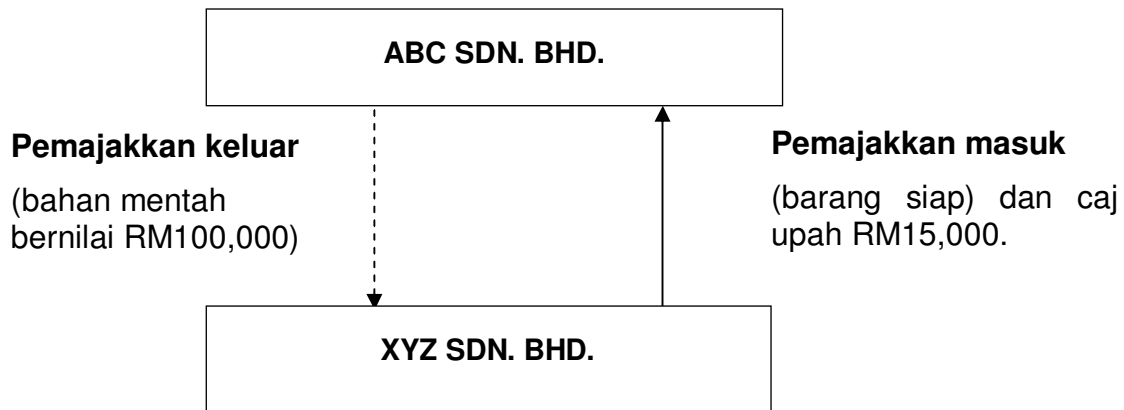 ABC SDN. BHD.
Pemajakkan keluar
(bahan mentah
bernilai RM100,000)
Pemajakkan masuk
(barang siap) dan caj
upah RM15,000.
XYZ SDN. BHD.